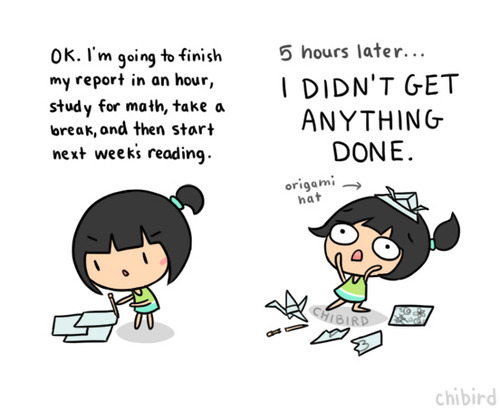 OK. I'm going to finish
my report in an hour,
study for math, take a
break, and then start
next week's reading.
5 hours later...
I DIDN'T GET
ANYTHING
DONE.
origami
hat
CHIBIRD
chibird